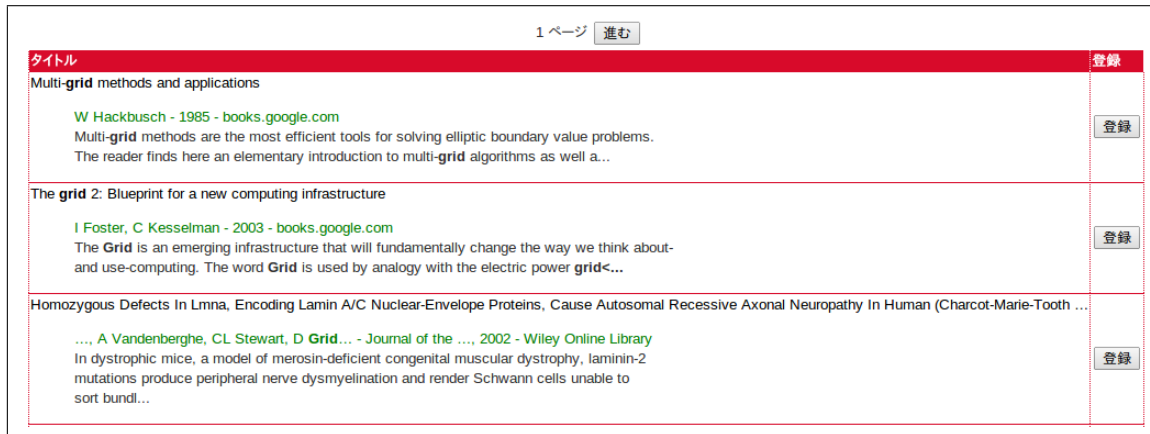 1 ページ 進む
タイトル 登録
Multi-grid methods and applications
W Hackbusch - 1985 - books.google.com
Multi-grid methods are the most efficient tools for solving elliptic boundary value problems.
登録
The reader finds here an elementary introduction to multi-grid algorithms as well a...
The grid 2: Blueprint for a new computing infrastructure
I Foster, C Kesselman - 2003 - books.google.com
The Grid is an emerging infrastructure that will fundamentally change the way we think about-
登録
and use-computing. The word Grid is used by analogy with the electric power grid<...
Homozygous Defects In Lmna, Encoding Lamin A/C Nuclear-Envelope Proteins, Cause Autosomal Recessive Axonal Neuropathy In Human (Charcot-Marie-Tooth ...
…, A Vandenberghe, CL Stewart, D Grid… - Journal of the …, 2002 - Wiley Online Library
In dystrophic mice, a model of merosin-deficient congenital muscular dystrophy, laminin-2
登録
mutations produce peripheral nerve dysmyelination and render Schwann cells unable to
sort bundl...